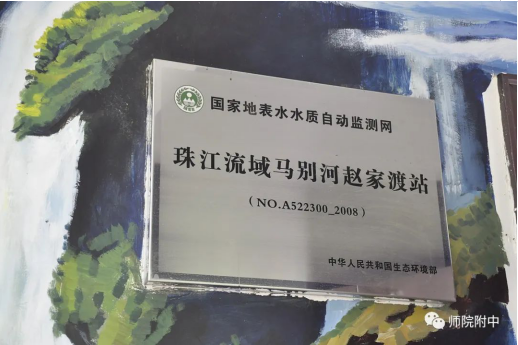 国家地表水水质自动监测网
珠江流域马别河赵家渡站
(NO.A522300_2008)
中华人民共和国生态环境部
师院附中